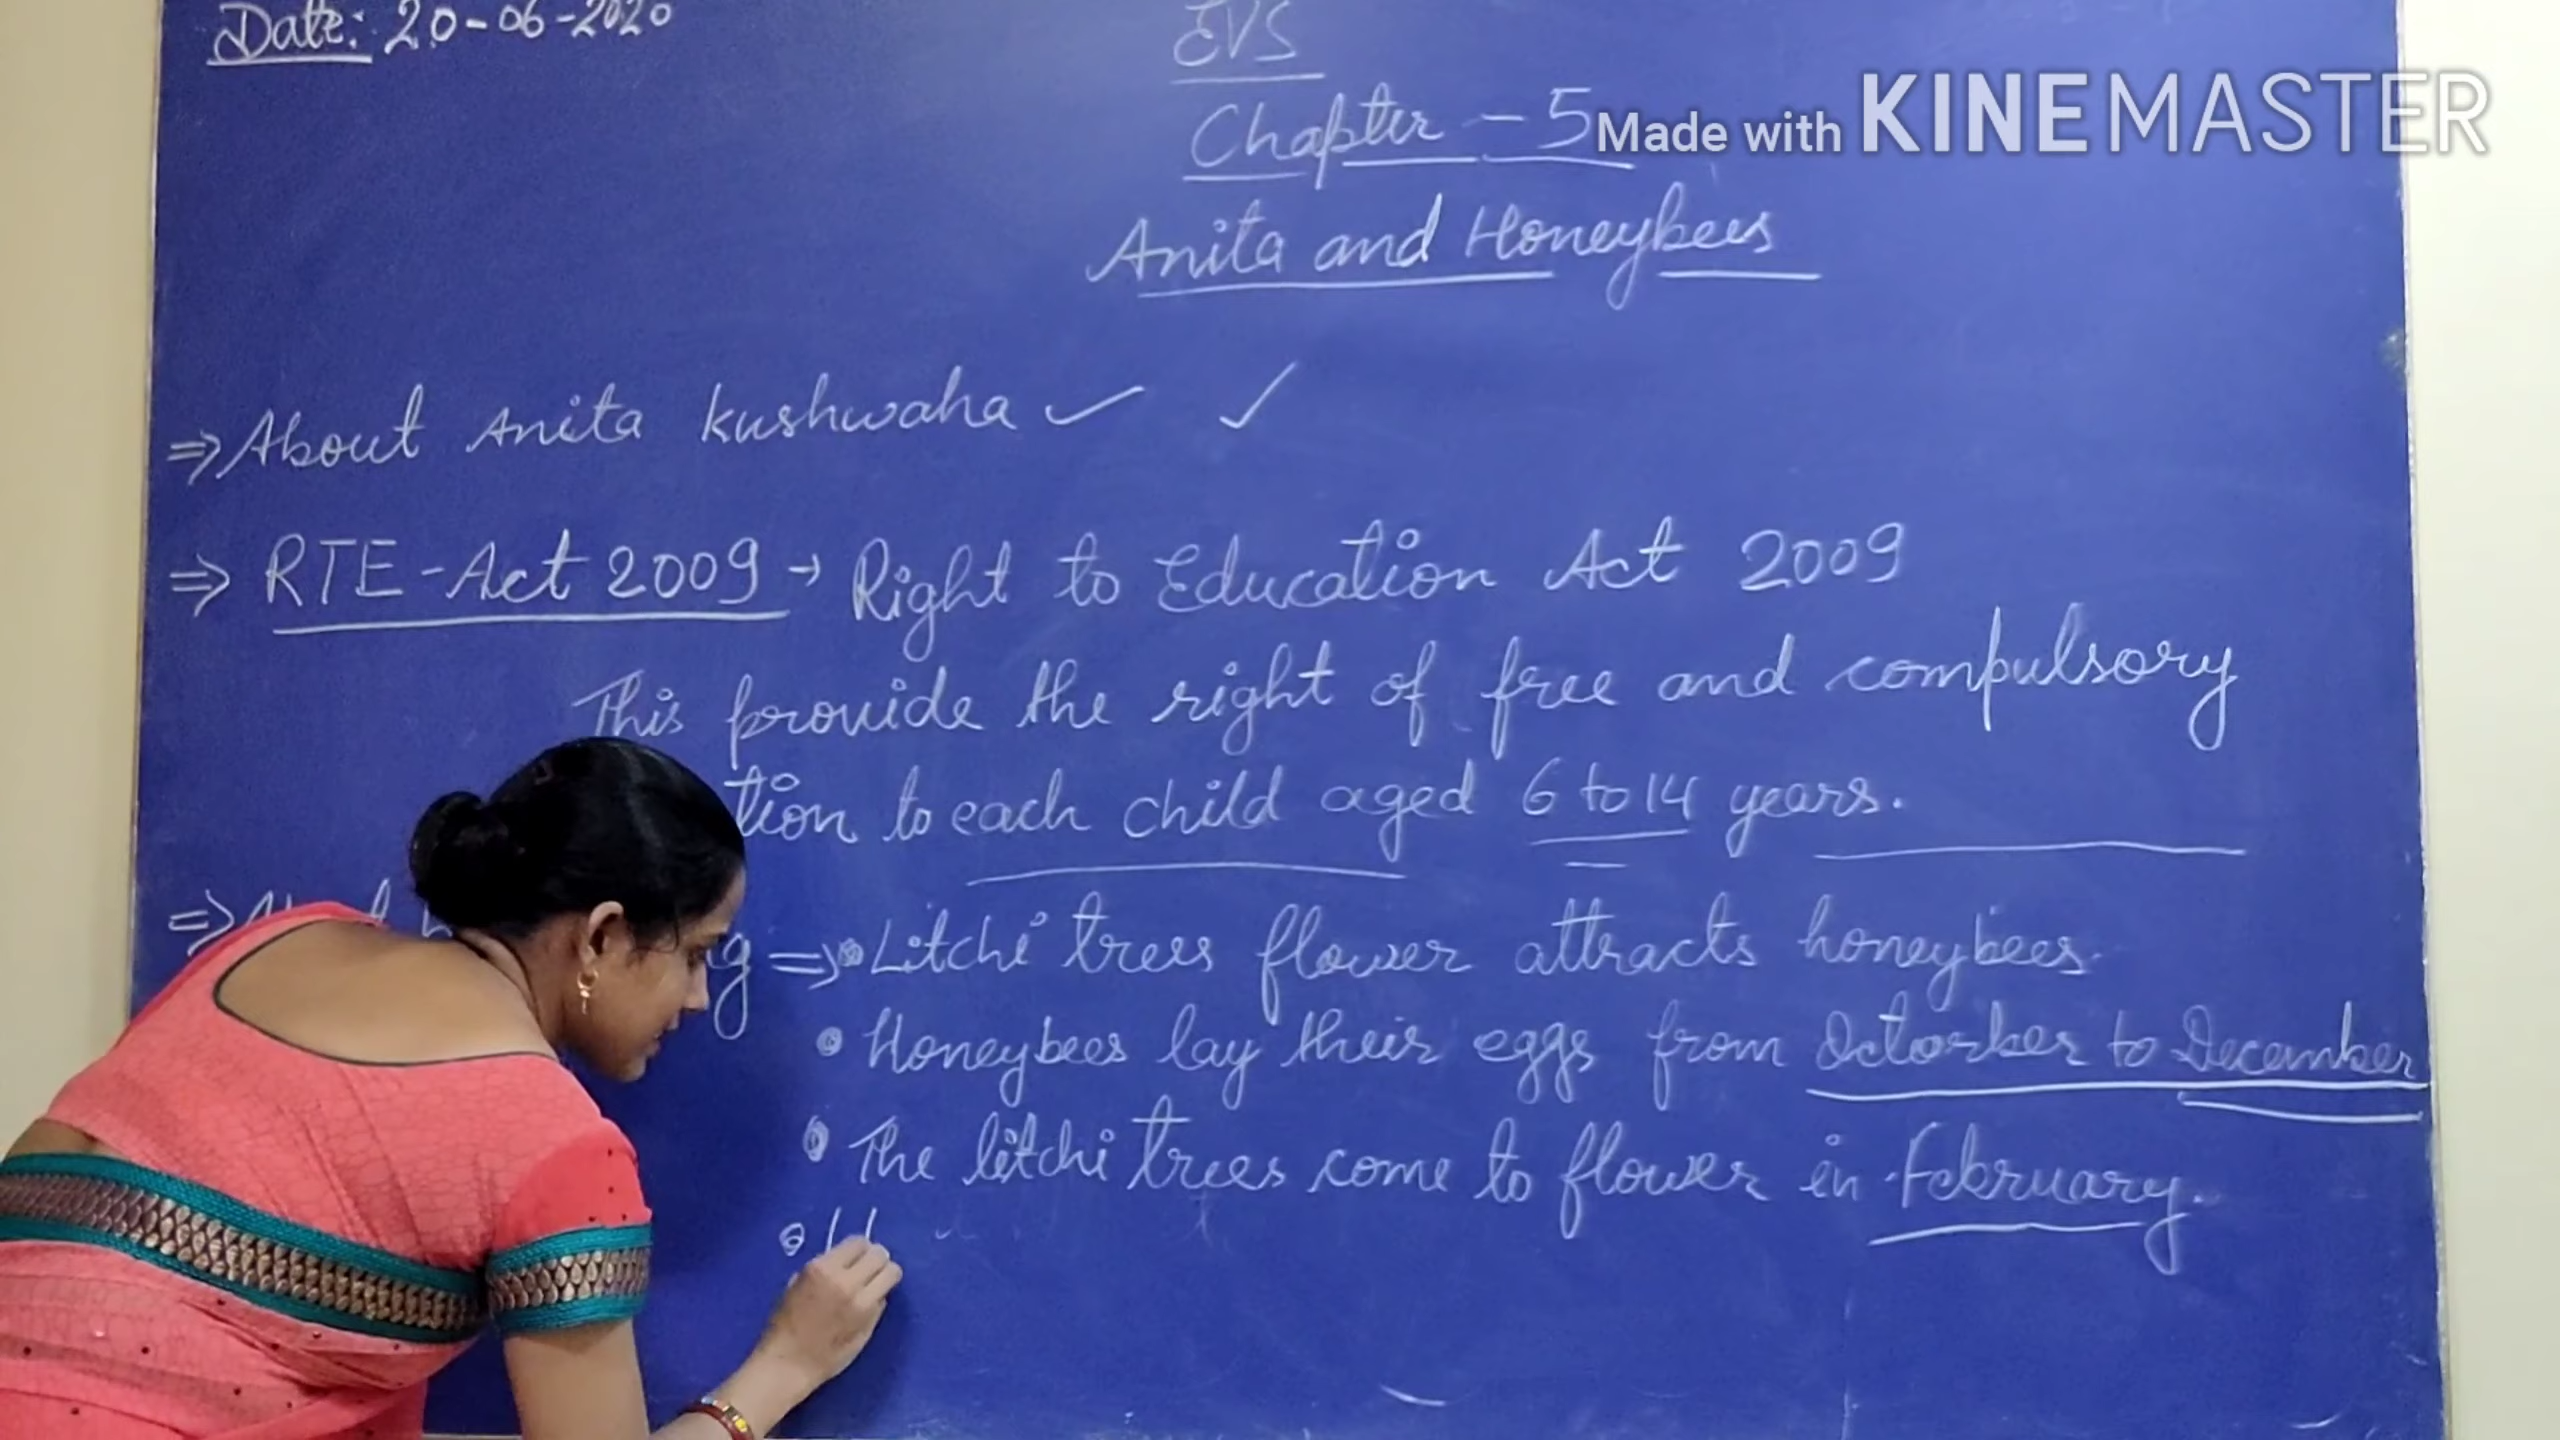 Date: 20-06-2020
EVS
Chapter - 5
Made with KINEMASTER
Anita and Honeybees
⇒ About Anita Kushwaha ✓ ✓
⇒ RTE - Act 2009 → Right to Education Act 2009
This provide the right of free and compulsory
tion to each child aged 6 to 14 years.
⇒ • Litchi trees flower attracts honeybees.
• Honeybees lay their eggs from October to December
• The litchi trees come to flower in February.